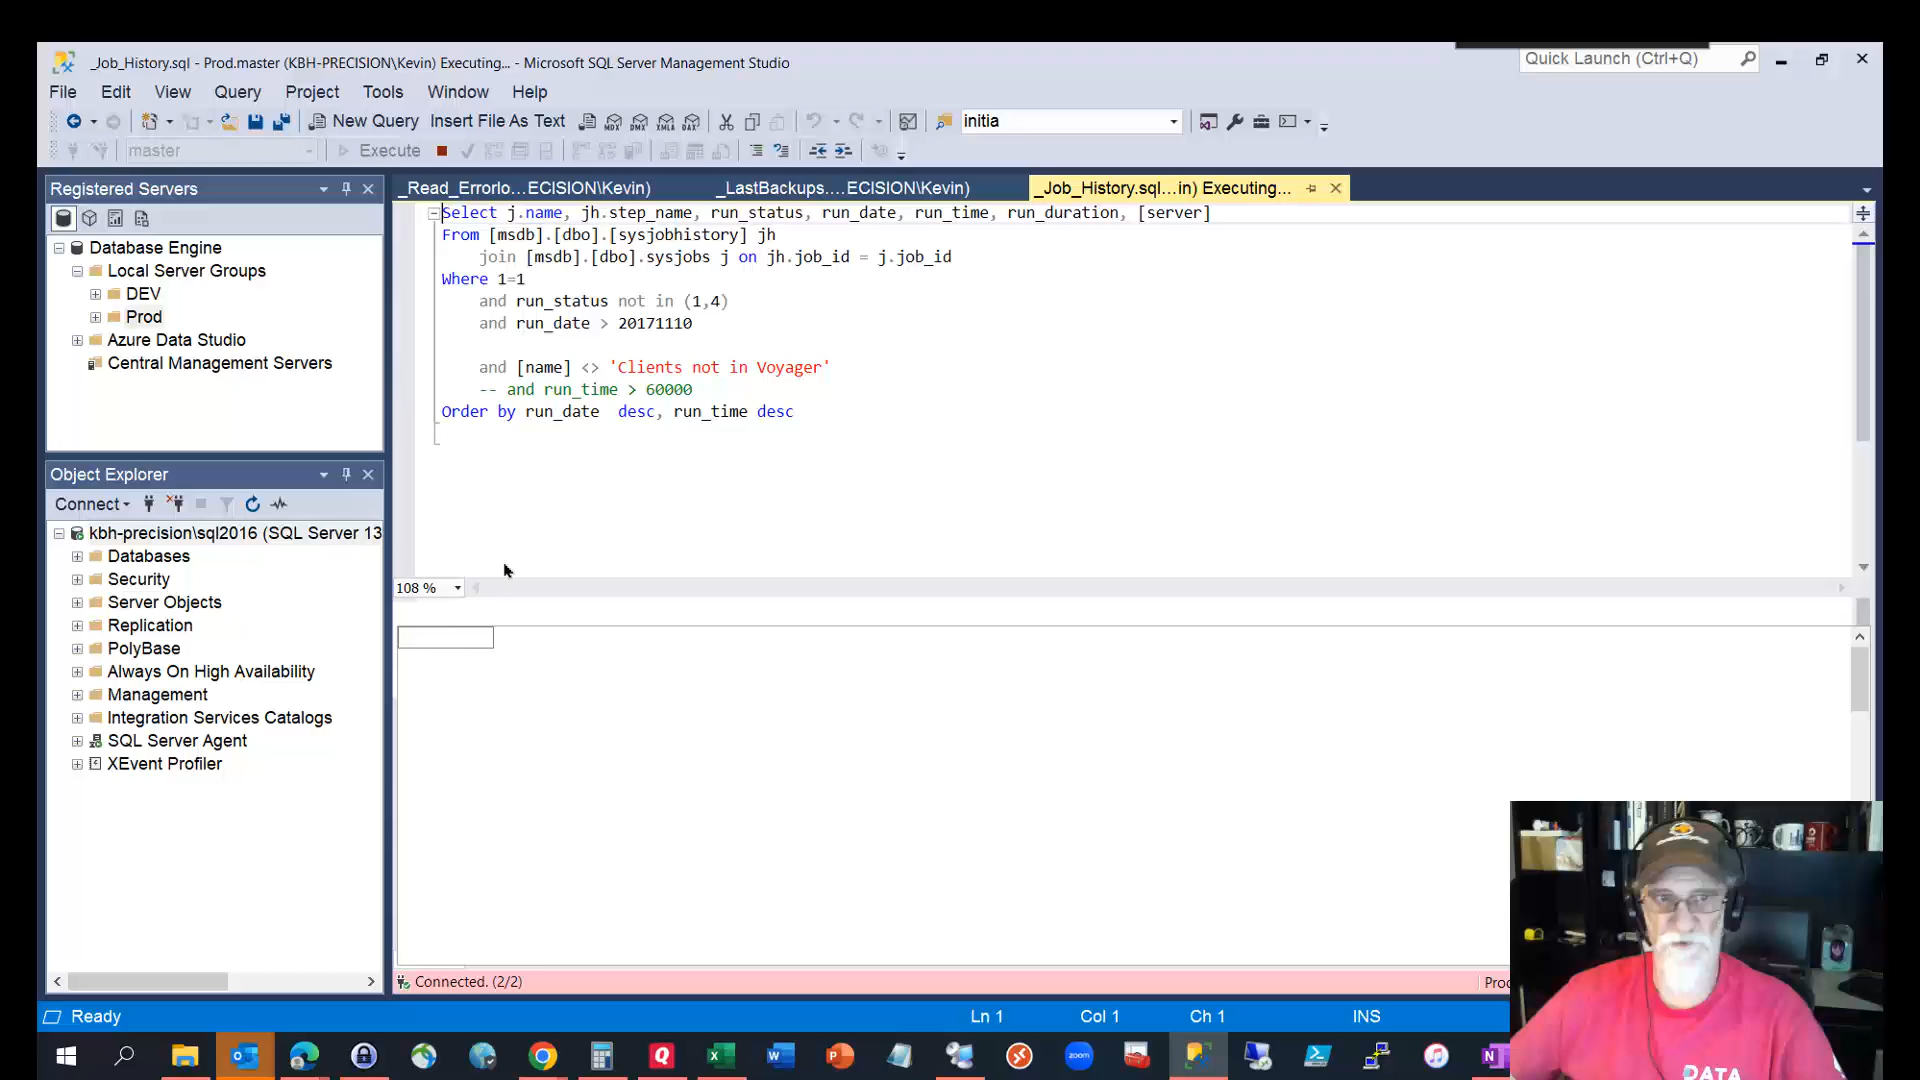 _Job_History.sql - Prod.master (KBH-PRECISION\Kevin) Executing... - Microsoft SQL Server Management Studio
Quick Launch (Ctrl+Q)
File Edit View Query Project Tools Window Help
New Query Insert File As Text MDX DMX XMLA DAX initia
master Execute
Registered Servers
_Read_Errorlo...ECISION\Kevin) _LastBackups....ECISION\Kevin) _Job_History.sql...in) Executing...
Database Engine
Local Server Groups
DEV
Prod
Azure Data Studio
Central Management Servers
Select j.name, jh.step_name, run_status, run_date, run_time, run_duration, [server]
From [msdb].[dbo].[sysjobhistory] jh
join [msdb].[dbo].sysjobs j on jh.job_id = j.job_id
Where 1=1
and run_status not in (1,4)
and run_date > 20171110
and [name] <> 'Clients not in Voyager'
-- and run_time > 60000
Order by run_date  desc, run_time desc
108 %
Object Explorer
Connect
kbh-precision\sql2016 (SQL Server 13
Databases
Security
Server Objects
Replication
PolyBase
Always On High Availability
Management
Integration Services Catalogs
SQL Server Agent
XEvent Profiler
Connected. (2/2)
Ready Ln 1 Col 1 Ch 1 INS
zoom
DATA